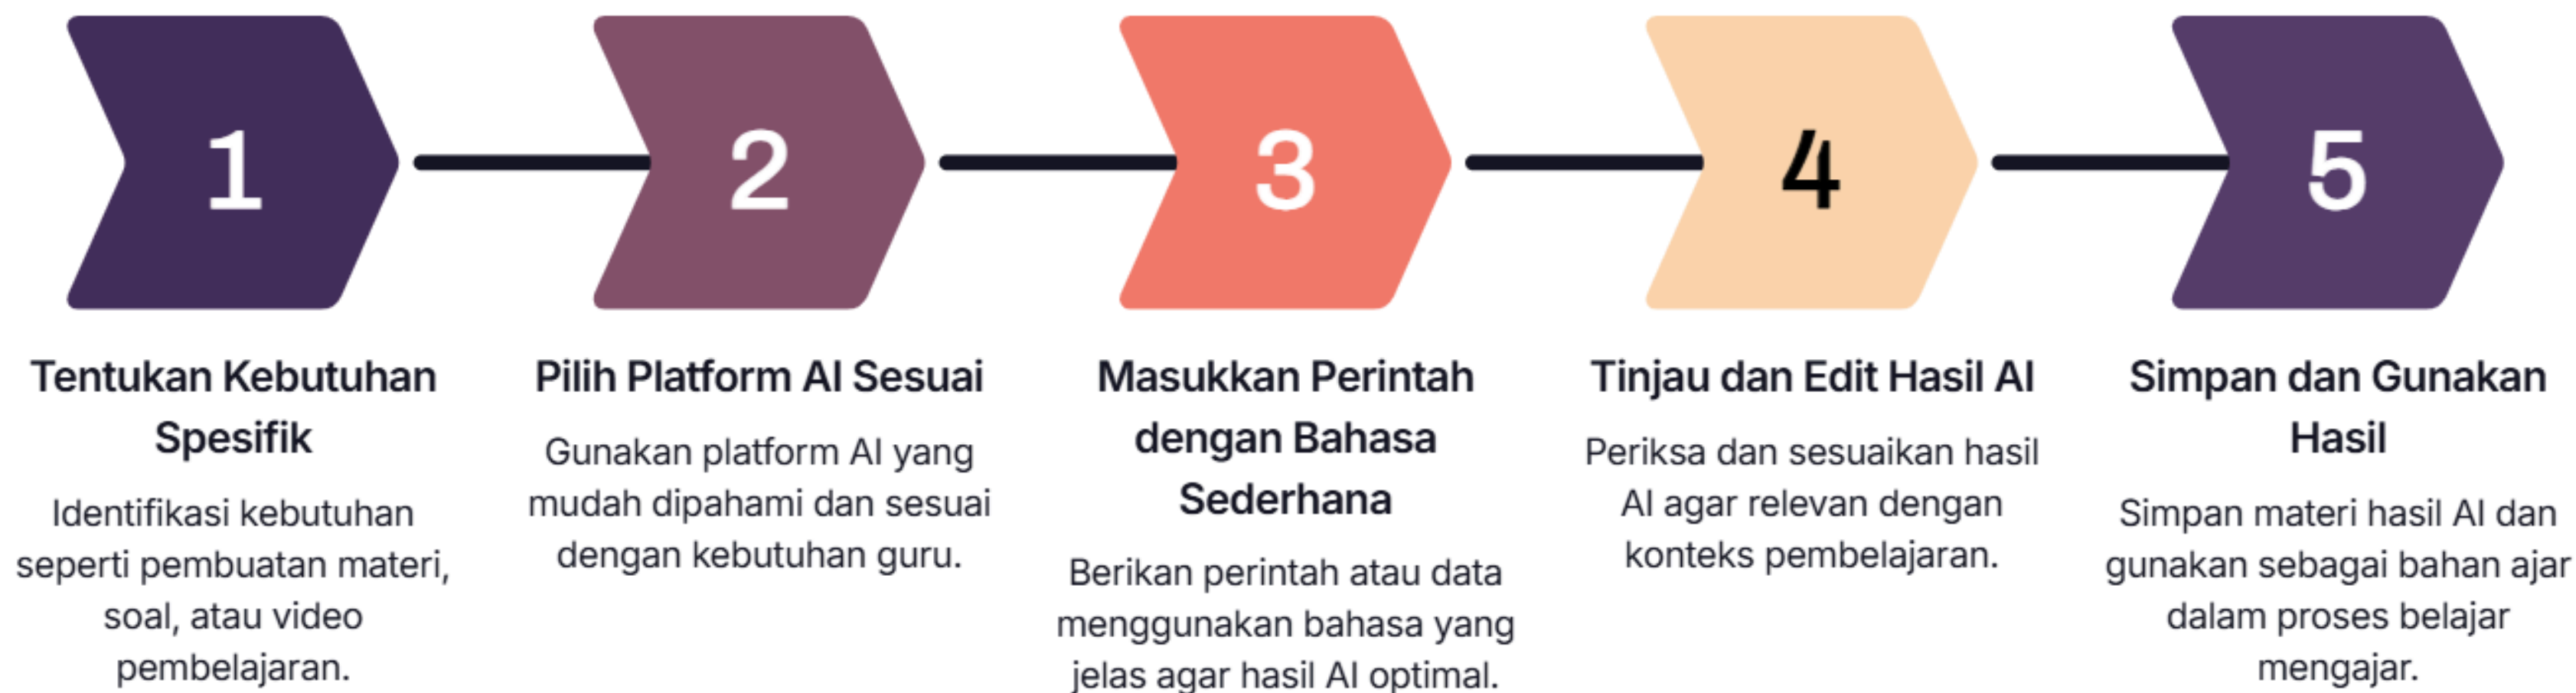 1
Tentukan Kebutuhan
Spesifik
Identifikasi kebutuhan
seperti pembuatan materi,
soal, atau video
pembelajaran.
2
Pilih Platform AI Sesuai
Gunakan platform AI yang
mudah dipahami dan sesuai
dengan kebutuhan guru.
3
Masukkan Perintah
dengan Bahasa
Sederhana
Berikan perintah atau data
menggunakan bahasa yang
jelas agar hasil AI optimal.
4
Tinjau dan Edit Hasil AI
Periksa dan sesuaikan hasil
AI agar relevan dengan
konteks pembelajaran.
5
Simpan dan Gunakan
Hasil
Simpan materi hasil AI dan
gunakan sebagai bahan ajar
dalam proses belajar
mengajar.